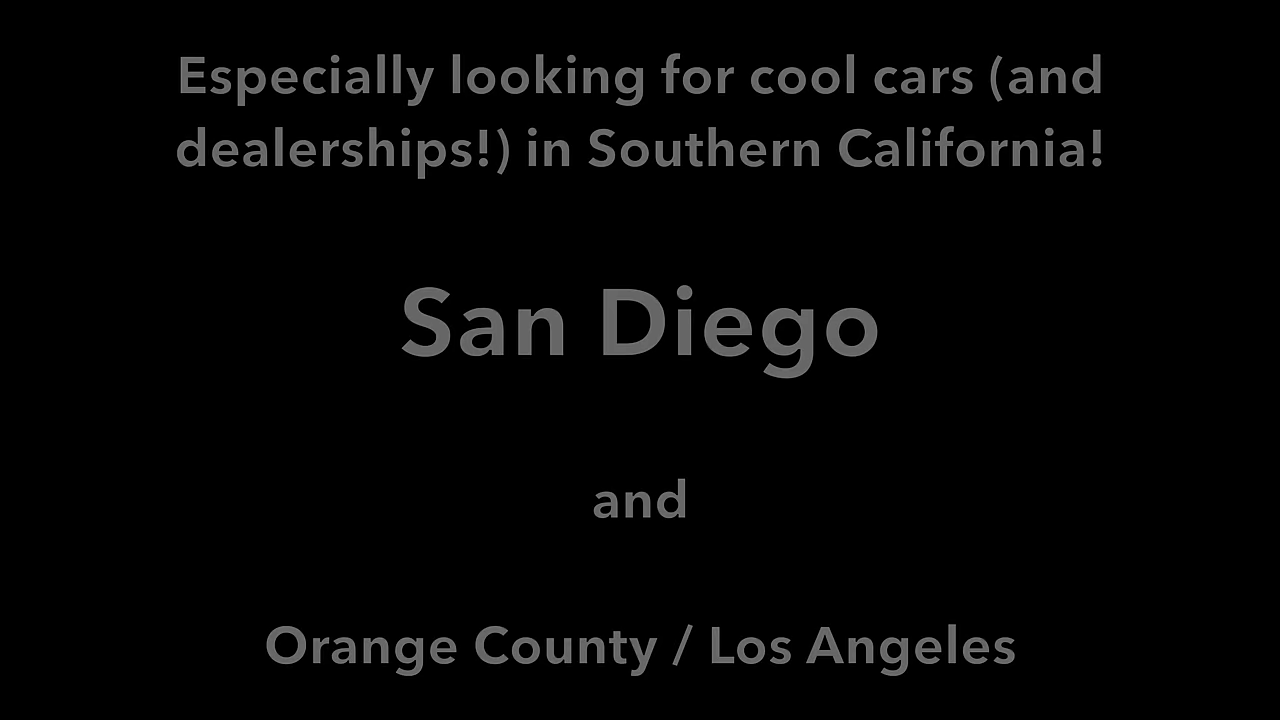 Especially looking for cool cars (and
dealerships!) in Southern California!
San Diego
and
Orange County / Los Angeles